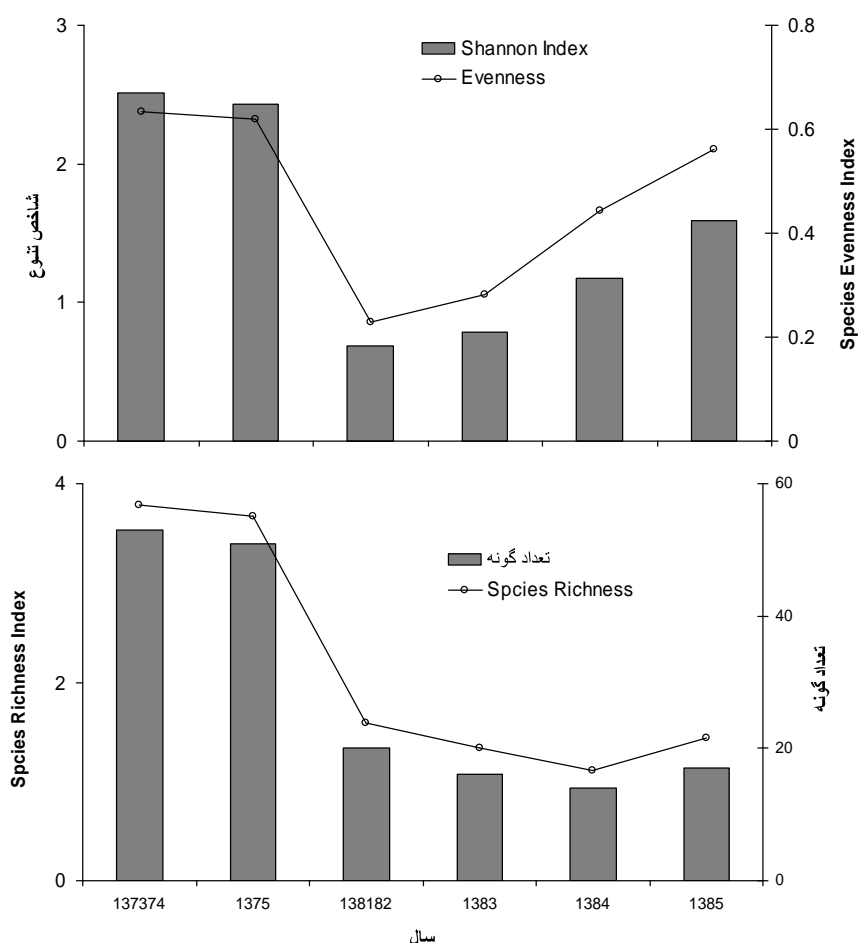 3
2
1
0
شاخص تنوع
Shannon Index
Evenness
0.8
0.6
0.4
0.2
0
Species Evenness Index
4
2
0
Spcies Richness Index
تعداد گونه
Spcies Richness
60
40
20
0
تعداد گونه
137374 1375 138182 1383 1384 1385
سال